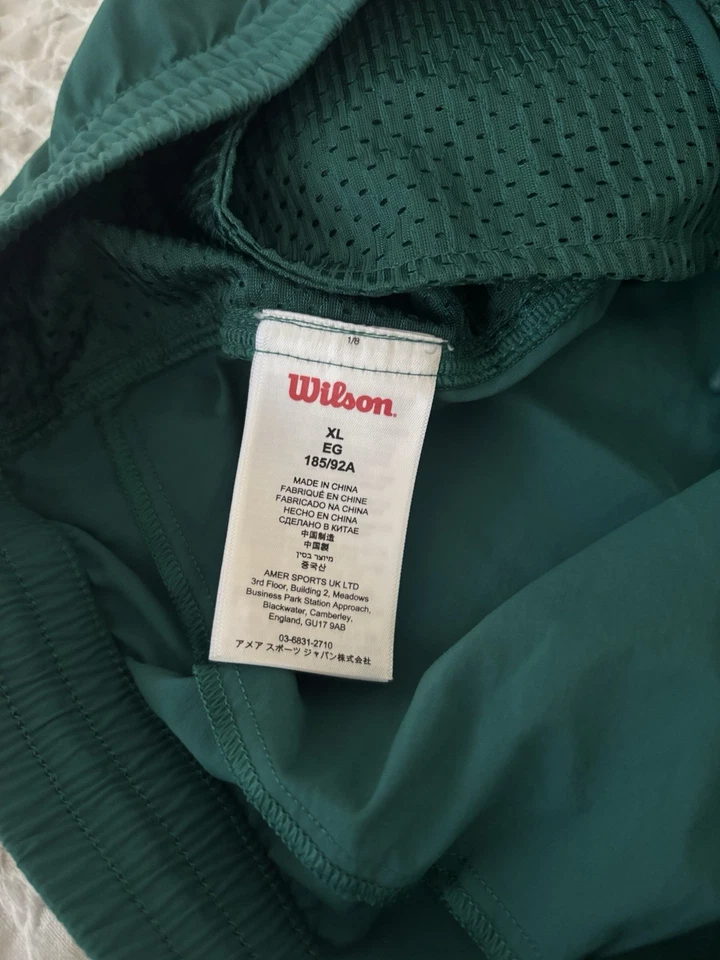 1/8
Wilson
XL
EG
185/92A
MADE IN CHINA
FABRIQUÉ EN CHINE
FABRICADO NA CHINA
HECHO EN CHINA
СДЕЛАНО В КИТАЕ
中国制造
中国製
מיוצר בסין
중국산
AMER SPORTS UK LTD
3rd Floor, Building 2, Meadows
Business Park Station Approach,
Blackwater, Camberley,
England, GU17 9AB
03-6831-2710
アメア スポーツ ジャパン株式会社